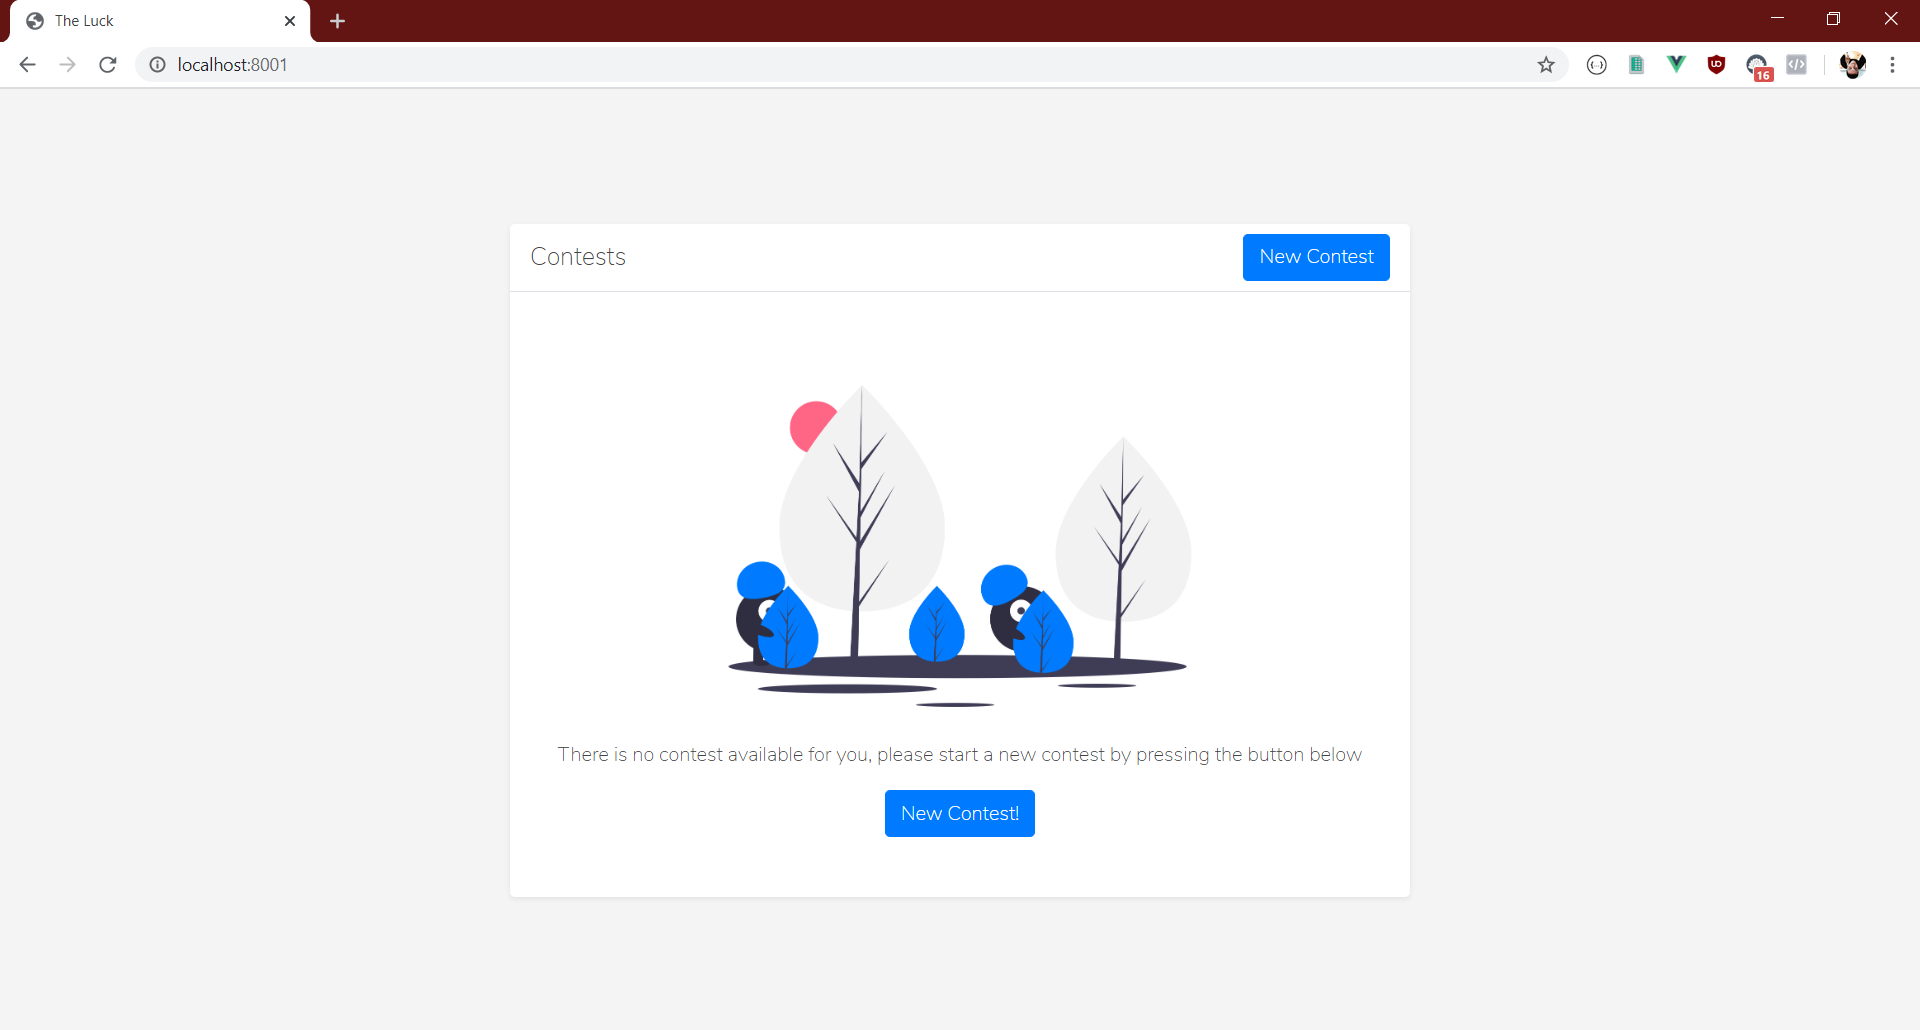 The Luck
localhost:8001
16
Contests
New Contest
There is no contest available for you, please start a new contest by pressing the button below
New Contest!